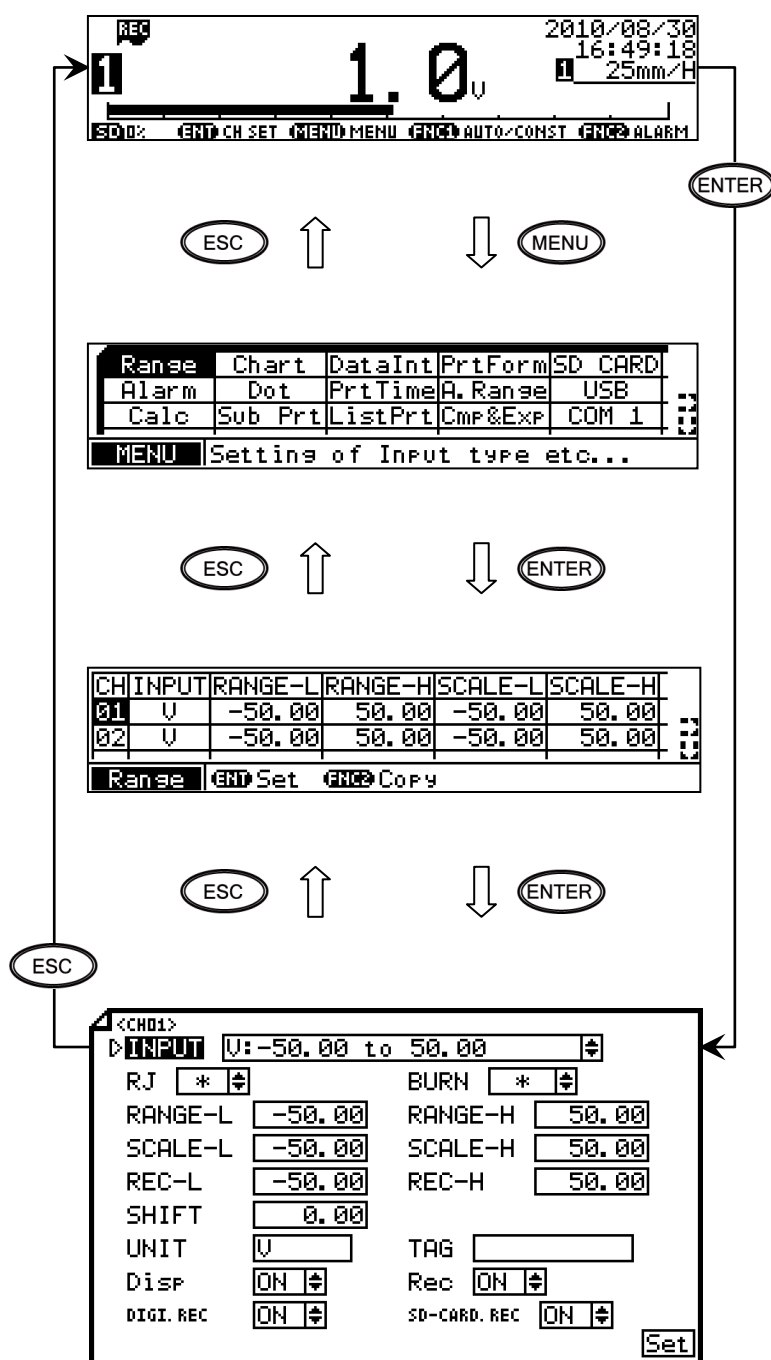 REC
2010/08/30
16:49:18
1 1.0V 1 25mm/H
SD 0% ENT CH SET MENU MENU FNC1 AUTO/CONST FNC2 ALARM
ENTER
ESC MENU
Range Chart DataInt PrtForm SD CARD
Alarm Dot PrtTime A.Range USB
Calc Sub Prt ListPrt Cmp&Exp COM 1
MENU Setting of Input type etc...
ESC ENTER
CH INPUT RANGE-L RANGE-H SCALE-L SCALE-H
01 V -50.00 50.00 -50.00 50.00
02 V -50.00 50.00 -50.00 50.00
Range ENT Set FNC2 Copy
ESC ENTER
ESC
<CH01>
INPUT V:-50.00 to 50.00
RJ * BURN *
RANGE-L -50.00 RANGE-H 50.00
SCALE-L -50.00 SCALE-H 50.00
REC-L -50.00 REC-H 50.00
SHIFT 0.00
UNIT V TAG
Disp ON Rec ON
DIGI.REC ON SD-CARD.REC ON
Set